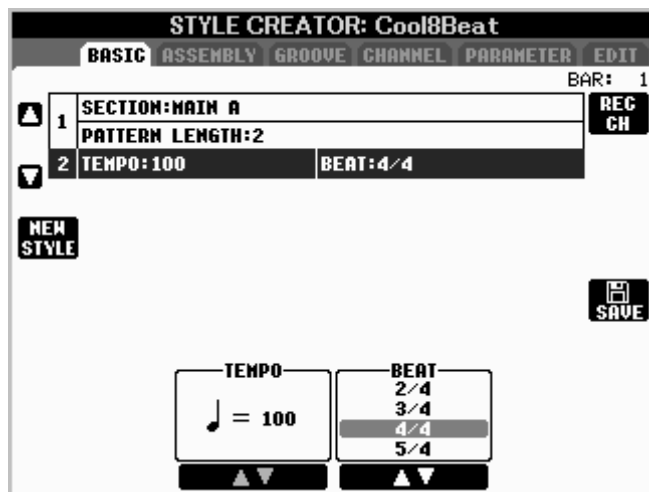 STYLE CREATOR: Cool8Beat
BASIC ASSEMBLY GROOVE CHANNEL PARAMETER EDIT
BAR: 1
1 SECTION:MAIN A
PATTERN LENGTH:2
REC CH
2 TEMPO:100 BEAT:4/4
NEW STYLE
SAVE
TEMPO BEAT
2/4
♩ = 100 3/4
4/4
5/4